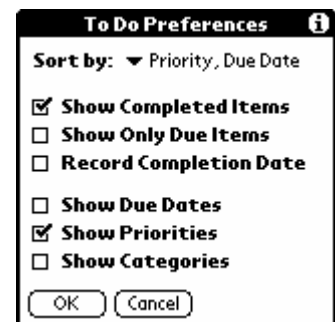 To Do Preferences
Sort by: Priority, Due Date
Show Completed Items
Show Only Due Items
Record Completion Date
Show Due Dates
Show Priorities
Show Categories
OK Cancel